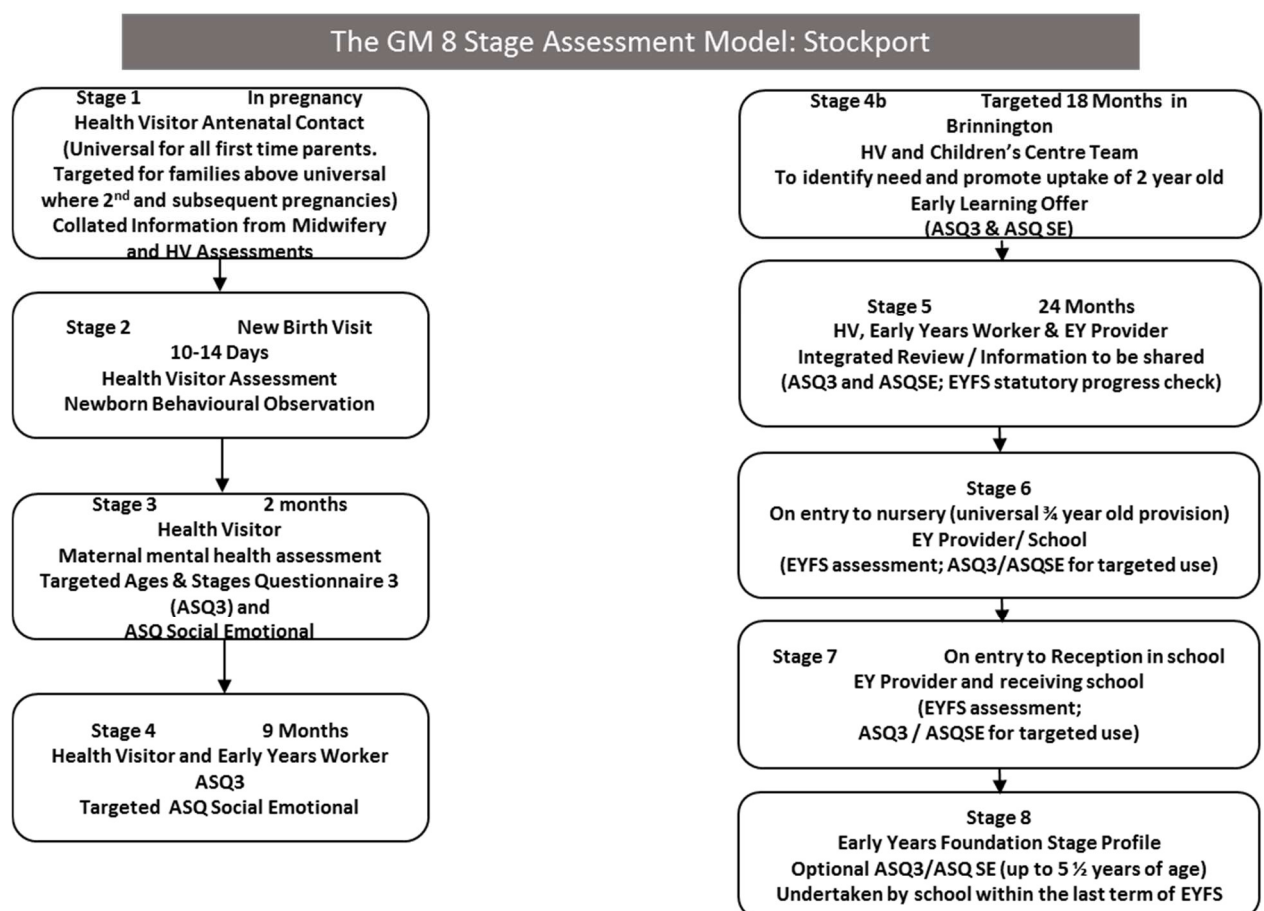 The GM 8 Stage Assessment Model: Stockport
Stage 1 In pregnancy
Health Visitor Antenatal Contact
(Universal for all first time parents.
Targeted for families above universal
where 2nd and subsequent pregnancies)
Collated Information from Midwifery
and HV Assessments
Stage 2 New Birth Visit
10-14 Days
Health Visitor Assessment
Newborn Behavioural Observation
Stage 3 2 months
Health Visitor
Maternal mental health assessment
Targeted Ages & Stages Questionnaire 3
(ASQ3) and
ASQ Social Emotional
Stage 4 9 Months
Health Visitor and Early Years Worker
ASQ3
Targeted ASQ Social Emotional
Stage 4b Targeted 18 Months in
Brinnington
HV and Children's Centre Team
To identify need and promote uptake of 2 year old
Early Learning Offer
(ASQ3 & ASQ SE)
Stage 5 24 Months
HV, Early Years Worker & EY Provider
Integrated Review / Information to be shared
(ASQ3 and ASQSE; EYFS statutory progress check)
Stage 6
On entry to nursery (universal ¾ year old provision)
EY Provider/ School
(EYFS assessment; ASQ3/ASQSE for targeted use)
Stage 7 On entry to Reception in school
EY Provider and receiving school
(EYFS assessment;
ASQ3 / ASQSE for targeted use)
Stage 8
Early Years Foundation Stage Profile
Optional ASQ3/ASQ SE (up to 5 ½ years of age)
Undertaken by school within the last term of EYFS